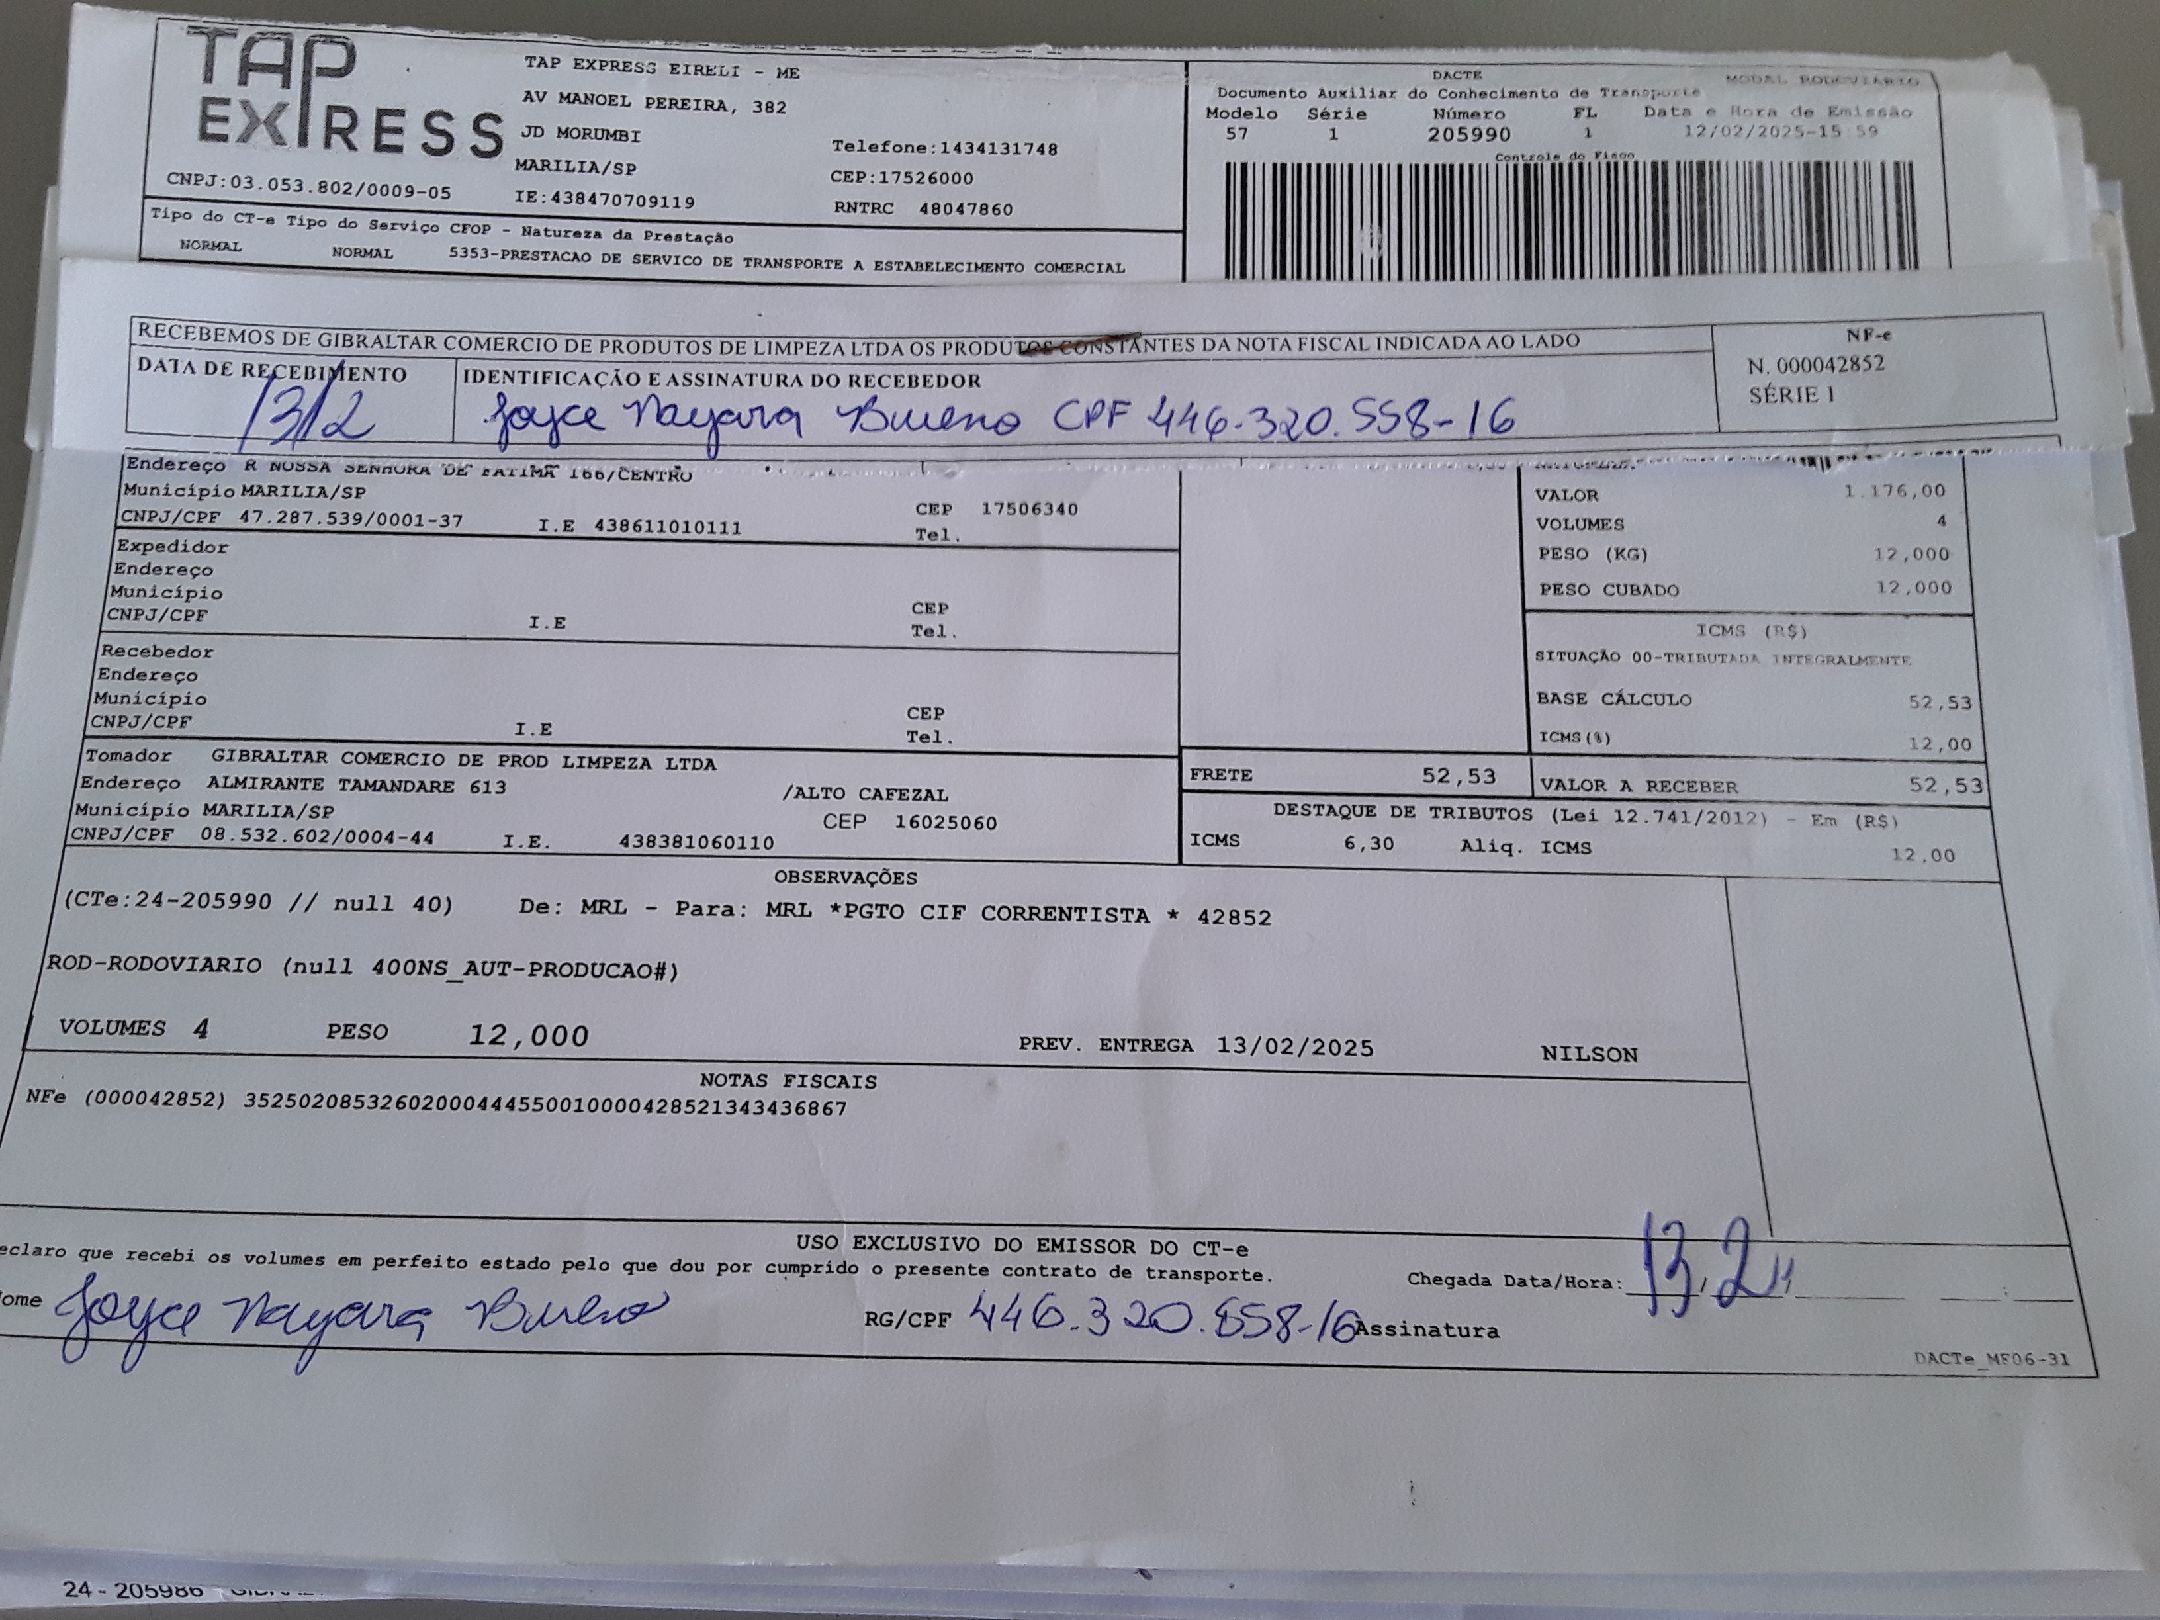 TAP EXPRESS
TAP EXPRESS EIRELI - ME
AV MANOEL PEREIRA, 382
JD MORUMBI
Telefone:1434131748
MARILIA/SP
CEP:17526000
CNPJ:03.053.802/0009-05
IE:438470709119
RNTRC 48047860
DACTE
MODAL RODOVIARIO
Documento Auxiliar do Conhecimento de Transporte
Modelo Série Número FL Data e Hora de Emissão
57 1 205990 1 12/02/2025-15:59
Controle do Fisco
Tipo do CT-e Tipo do Serviço CFOP - Natureza da Prestação
NORMAL NORMAL 5353-PRESTACAO DE SERVICO DE TRANSPORTE A ESTABELECIMENTO COMERCIAL
RECEBEMOS DE GIBRALTAR COMERCIO DE PRODUTOS DE LIMPEZA LTDA OS PRODUTOS CONSTANTES DA NOTA FISCAL INDICADA AO LADO
NF-e
N. 000042852
SÉRIE 1
DATA DE RECEBIMENTO
13/2
IDENTIFICAÇÃO E ASSINATURA DO RECEBEDOR
Joyce Nayara Bueno CPF 446.320.558-16
Endereço R NOSSA SENHORA DE FATIMA 166/CENTRO
Município MARILIA/SP
CEP 17506340
CNPJ/CPF 47.287.539/0001-37 I.E 438611010111
Tel.
Expedidor
Endereço
Município
CEP
CNPJ/CPF I.E
Tel.
Recebedor
Endereço
Município
CEP
CNPJ/CPF I.E
Tel.
Tomador GIBRALTAR COMERCIO DE PROD LIMPEZA LTDA
Endereço ALMIRANTE TAMANDARE 613 /ALTO CAFEZAL
Município MARILIA/SP
CEP 16025060
CNPJ/CPF 08.532.602/0004-44 I.E. 438381060110
VALOR 1.176,00
VOLUMES 4
PESO (KG) 12,000
PESO CUBADO 12,000
ICMS (R$)
SITUAÇÃO 00-TRIBUTADA INTEGRALMENTE
BASE CÁLCULO 52,53
ICMS(%) 12,00
FRETE 52,53
VALOR A RECEBER 52,53
DESTAQUE DE TRIBUTOS (Lei 12.741/2012) - Em (R$)
ICMS 6,30 Aliq. ICMS 12,00
OBSERVAÇÕES
(CTe:24-205990 // null 40) De: MRL - Para: MRL *PGTO CIF CORRENTISTA * 42852
ROD-RODOVIARIO (null 400NS_AUT-PRODUCAO#)
VOLUMES 4 PESO 12,000 PREV. ENTREGA 13/02/2025 NILSON
NOTAS FISCAIS
NFe (000042852) 35250208532602000444550010000428521343436867
USO EXCLUSIVO DO EMISSOR DO CT-e
eclaro que recebi os volumes em perfeito estado pelo que dou por cumprido o presente contrato de transporte.
Chegada Data/Hora: 13/2/
ome Joyce Nayara Bueno RG/CPF 446.320.558-16 Assinatura
DACTe_MF06-31
24 - 205986